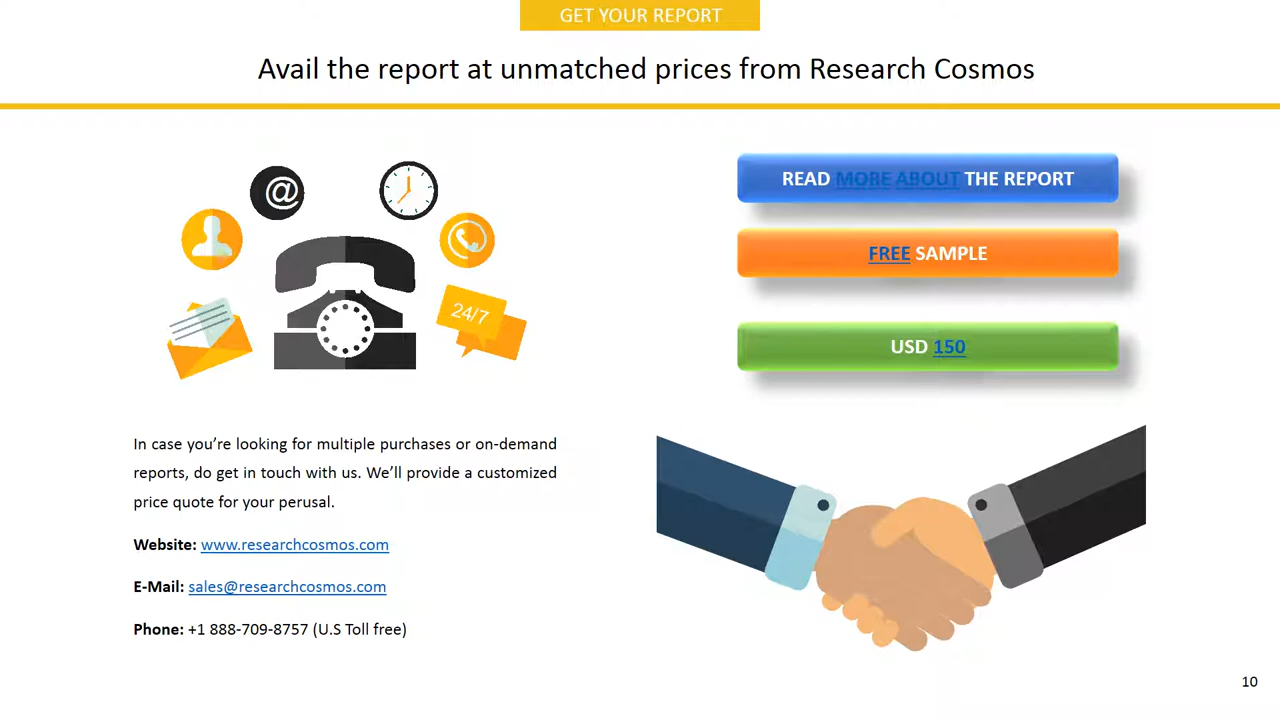 GET YOUR REPORT
Avail the report at unmatched prices from Research Cosmos
@
24/7
READ MORE ABOUT THE REPORT
FREE SAMPLE
USD 150
In case you’re looking for multiple purchases or on-demand
reports, do get in touch with us. We’ll provide a customized
price quote for your perusal.
Website: www.researchcosmos.com
E-Mail: sales@researchcosmos.com
Phone: +1 888-709-8757 (U.S Toll free)
10